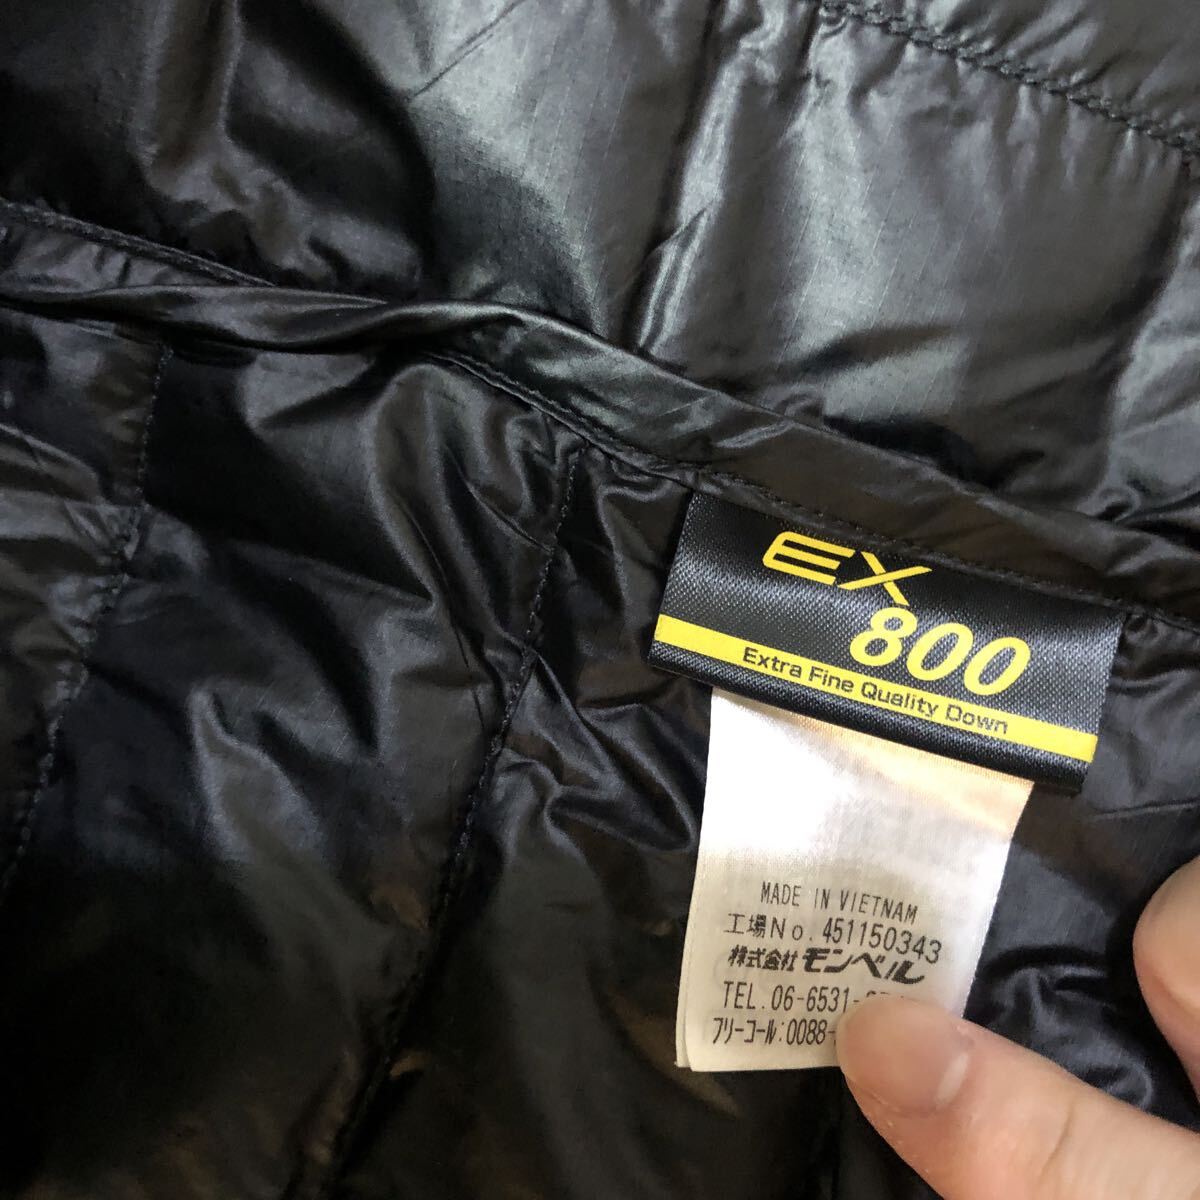 EX
800
Extra Fine Quality Down
MADE IN VIETNAM
工場No. 451150343
株式会社 モンベル
TEL.06-6531-
フリーコール:0088-